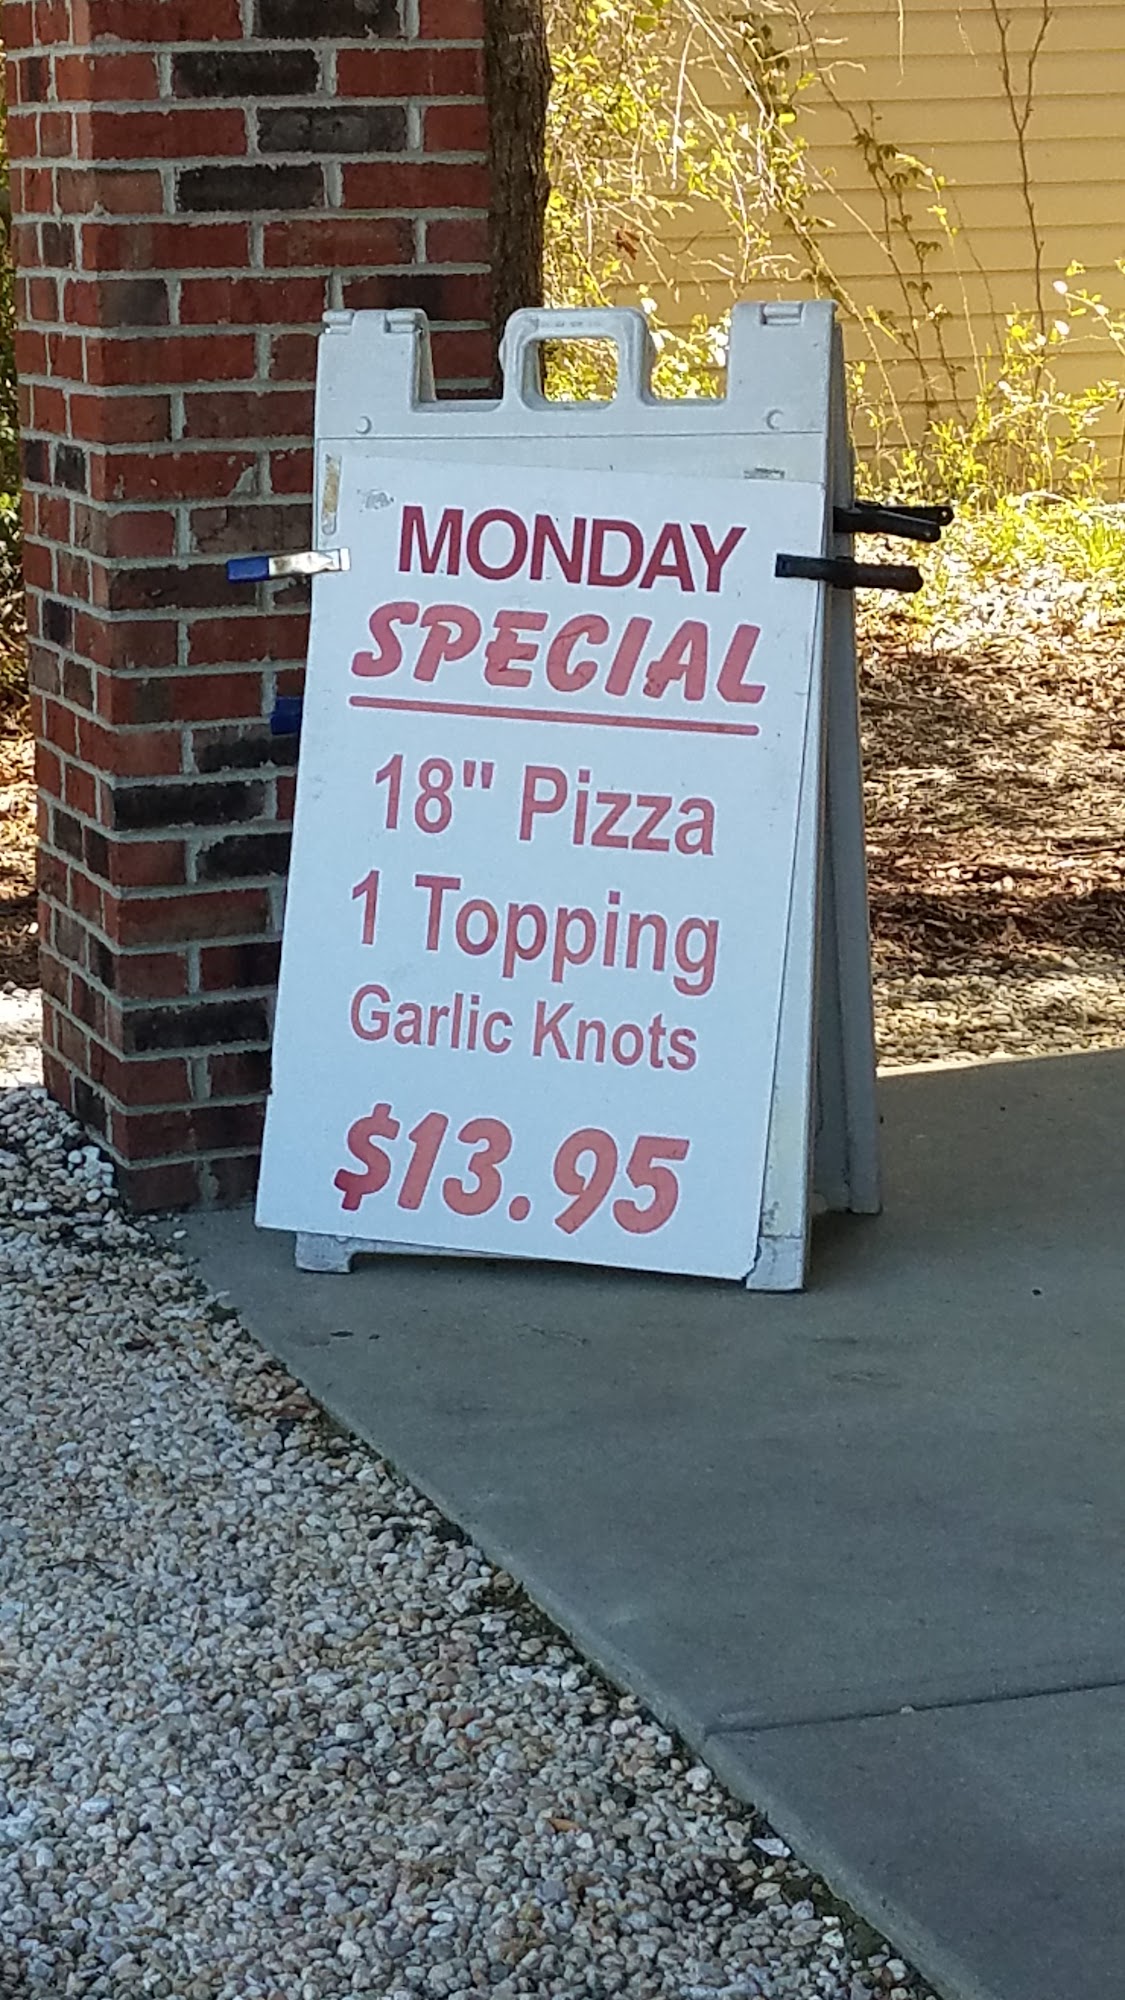 MONDAY
SPECIAL
18" Pizza
1 Topping
Garlic Knots
$13.95